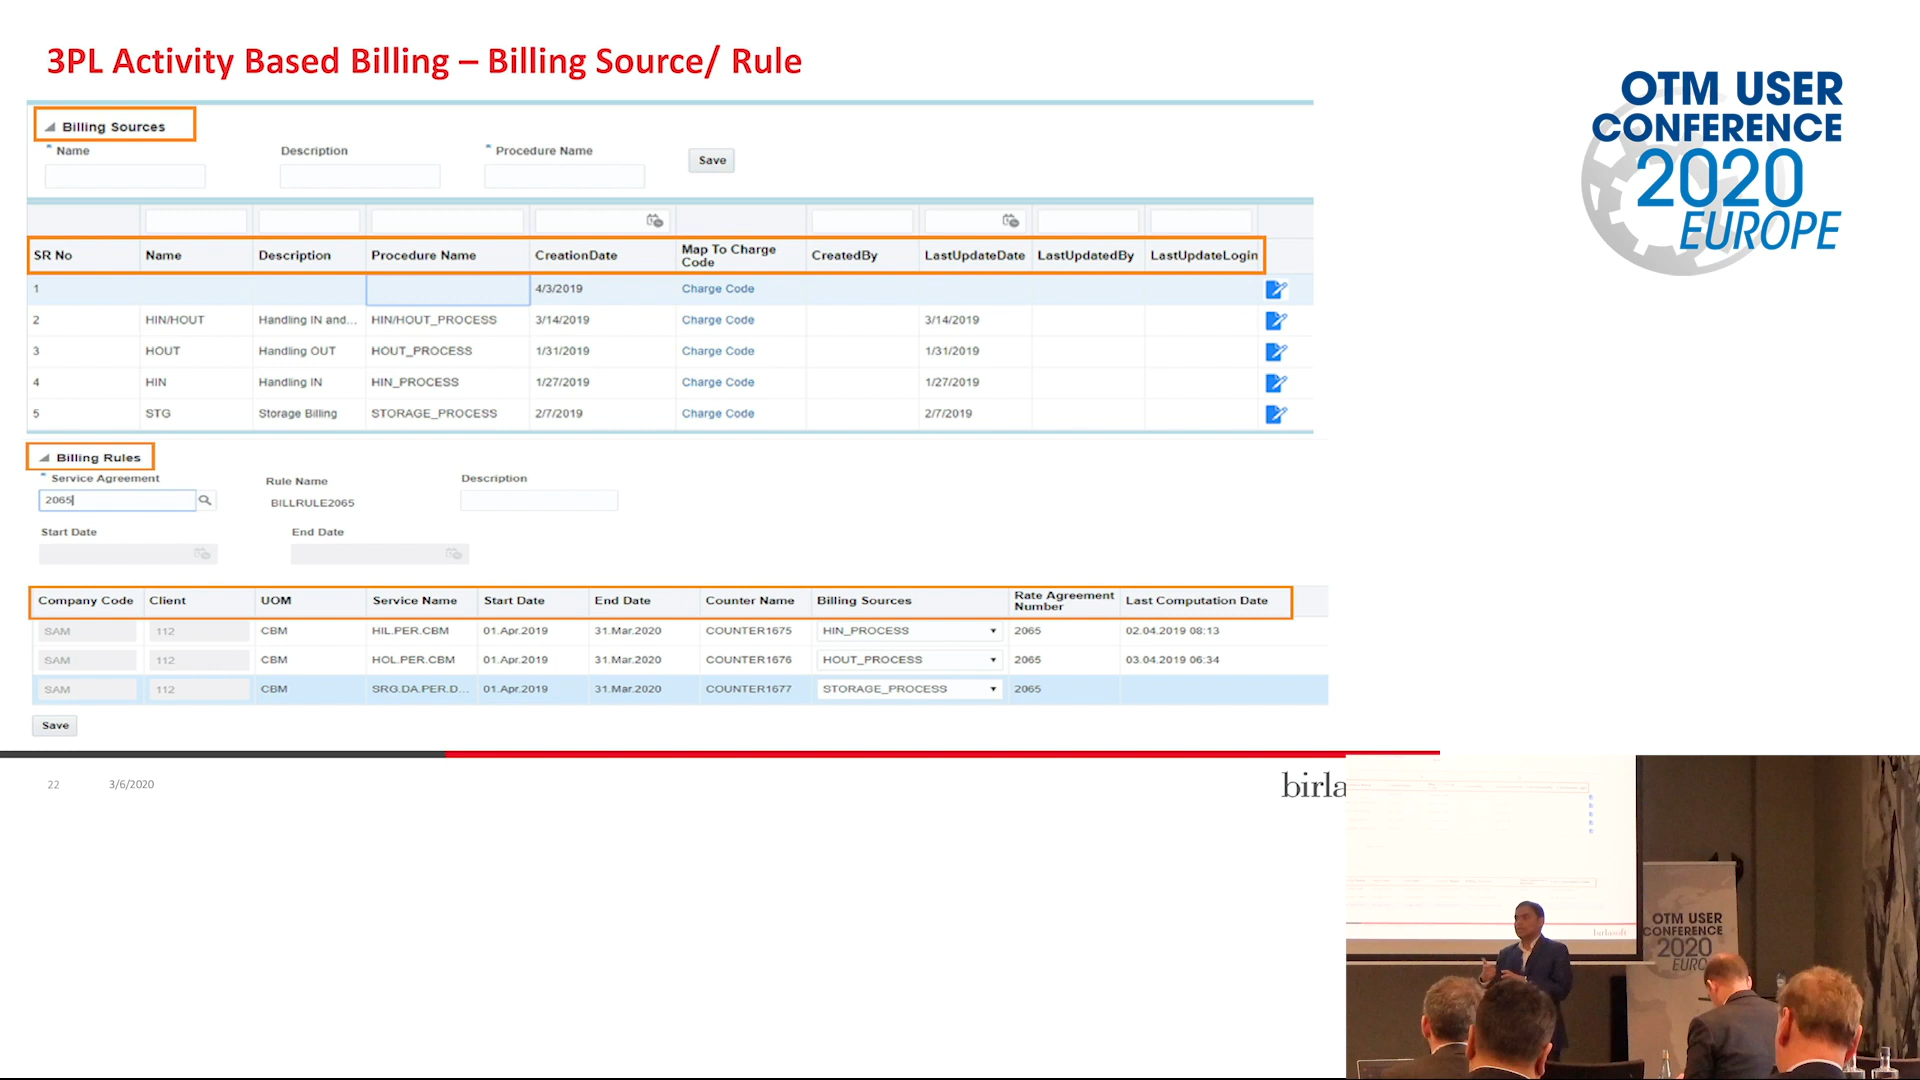 3PL Activity Based Billing – Billing Source/ Rule
OTM USER
CONFERENCE
2020
EUROPE
Billing Sources
* Name Description * Procedure Name
Save
SR No Name Description Procedure Name CreationDate Map To Charge Code CreatedBy LastUpdateDate LastUpdatedBy LastUpdateLogin
1 4/3/2019 Charge Code
2 HIN/HOUT Handling IN and... HIN/HOUT_PROCESS 3/14/2019 Charge Code 3/14/2019
3 HOUT Handling OUT HOUT_PROCESS 1/31/2019 Charge Code 1/31/2019
4 HIN Handling IN HIN_PROCESS 1/27/2019 Charge Code 1/27/2019
5 STG Storage Billing STORAGE_PROCESS 2/7/2019 Charge Code 2/7/2019
Billing Rules
* Service Agreement Rule Name Description
2065 BILLRULE2065
Start Date End Date
Company Code Client UOM Service Name Start Date End Date Counter Name Billing Sources Rate Agreement Number Last Computation Date
SAM 112 CBM HIL.PER.CBM 01.Apr.2019 31.Mar.2020 COUNTER1675 HIN_PROCESS 2065 02.04.2019 08:13
SAM 112 CBM HOL.PER.CBM 01.Apr.2019 31.Mar.2020 COUNTER1676 HOUT_PROCESS 2065 03.04.2019 06:34
SAM 112 CBM SRG.DA.PER.D... 01.Apr.2019 31.Mar.2020 COUNTER1677 STORAGE_PROCESS 2065
Save
22 3/6/2020
birla
birlasoft
OTM USER
CONFERENCE
2020
EURO